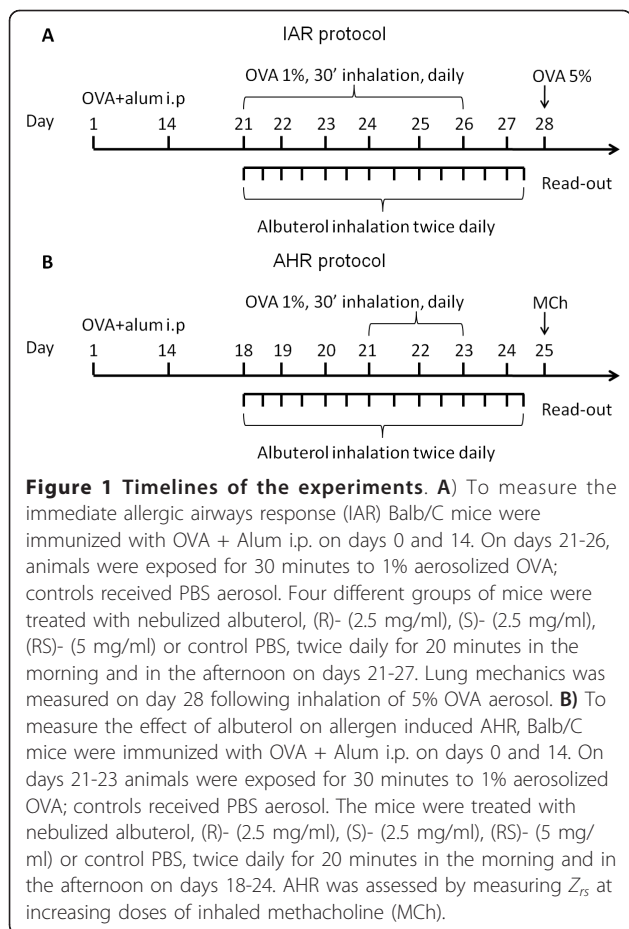 A
IAR protocol
OVA 1%, 30' inhalation, daily
OVA 5%
OVA+alum i.p
Day 1 14 21 22 23 24 25 26 27 28
Read-out
Albuterol inhalation twice daily
B
AHR protocol
OVA 1%, 30' inhalation, daily
MCh
OVA+alum i.p
Day 1 14 18 19 20 21 22 23 24 25
Read-out
Albuterol inhalation twice daily
Figure 1 Timelines of the experiments. A) To measure the
immediate allergic airways response (IAR) Balb/C mice were
immunized with OVA + Alum i.p. on days 0 and 14. On days 21-26,
animals were exposed for 30 minutes to 1% aerosolized OVA;
controls received PBS aerosol. Four different groups of mice were
treated with nebulized albuterol, (R)- (2.5 mg/ml), (S)- (2.5 mg/ml),
(RS)- (5 mg/ml) or control PBS, twice daily for 20 minutes in the
morning and in the afternoon on days 21-27. Lung mechanics was
measured on day 28 following inhalation of 5% OVA aerosol. B) To
measure the effect of albuterol on allergen induced AHR, Balb/C
mice were immunized with OVA + Alum i.p. on days 0 and 14. On
days 21-23 animals were exposed for 30 minutes to 1% aerosolized
OVA; controls received PBS aerosol. The mice were treated with
nebulized albuterol, (R)- (2.5 mg/ml), (S)- (2.5 mg/ml), (RS)- (5 mg/
ml) or control PBS, twice daily for 20 minutes in the morning and in
the afternoon on days 18-24. AHR was assessed by measuring Zrs at
increasing doses of inhaled methacholine (MCh).